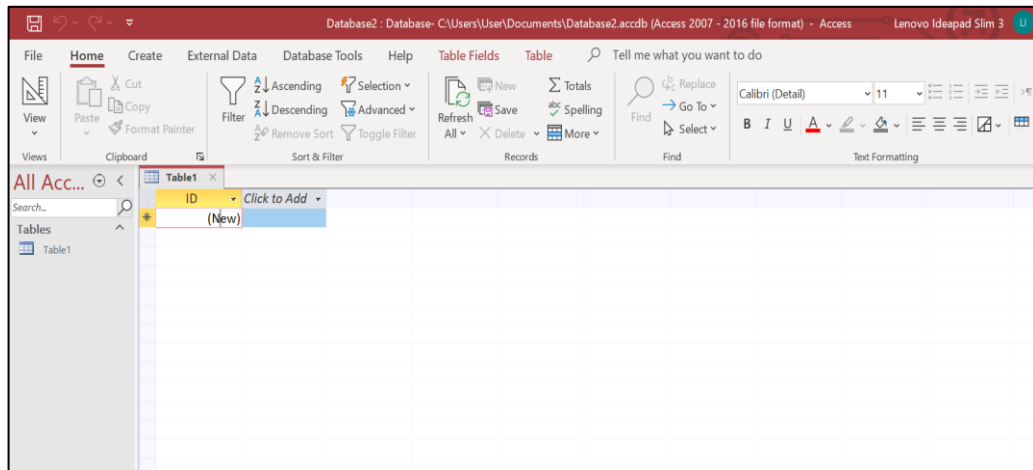 Database2 : Database- C:\Users\User\Documents\Database2.accdb (Access 2007 - 2016 file format) - Access Lenovo Ideapad Slim 3 LI
File Home Create External Data Database Tools Help Table Fields Table Tell me what you want to do
View
Views
Paste
Cut
Copy
Format Painter
Clipboard
Filter
Ascending
Descending
Remove Sort
Selection
Advanced
Toggle Filter
Sort & Filter
Refresh
All
New
Save
Delete
Totals
Spelling
More
Records
Find
Replace
Go To
Select
Find
Calibri (Detail) 11
B I U A
Text Formatting
All Acc...
Search...
Tables
Table1
Table1
ID Click to Add
(New)